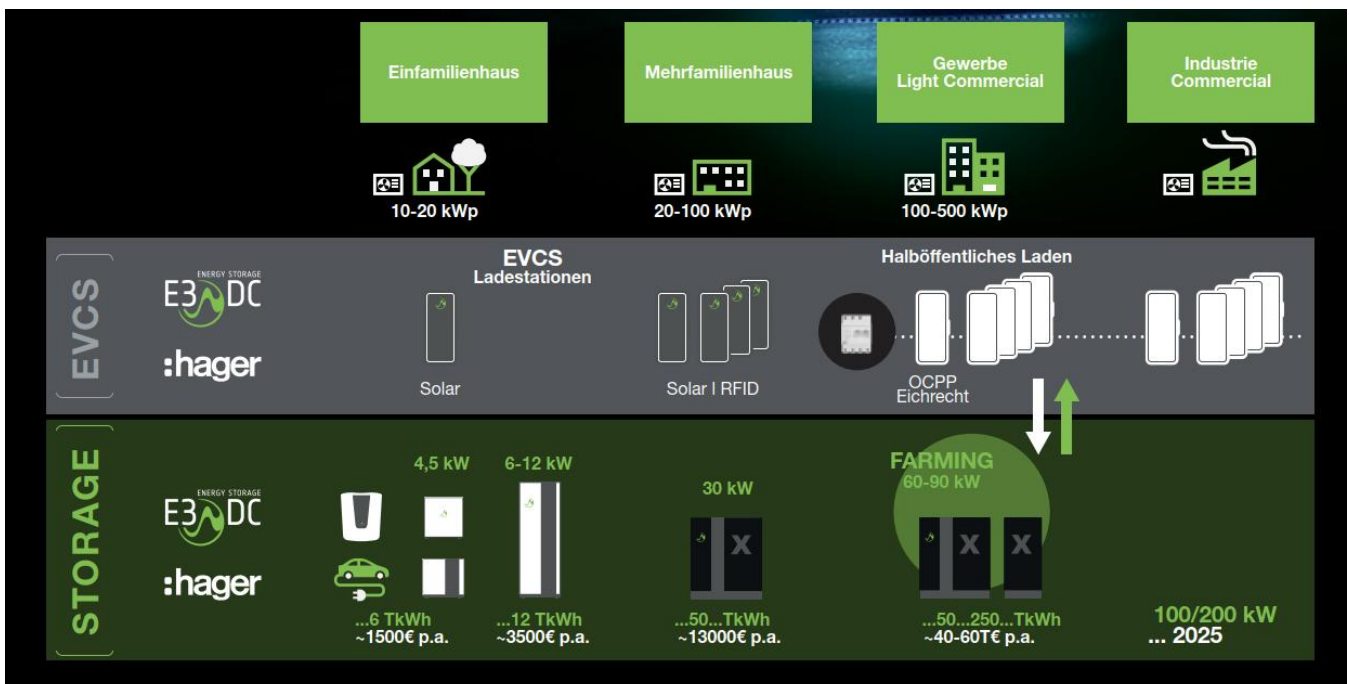 Einfamilienhaus
Mehrfamilienhaus
Gewerbe
Light Commercial
Industrie
Commercial
10-20 kWp
20-100 kWp
100-500 kWp
EVCS
ENERGY STORAGE
E3DC
:hager
EVCS
Ladestationen
Solar
Solar I RFID
Halböffentliches Laden
OCPP
Eichrecht
STORAGE
ENERGY STORAGE
E3DC
:hager
4,5 kW
6-12 kW
30 kW
FARMING
60-90 kW
X
X
X
...6 TkWh
~1500€ p.a.
...12 TkWh
~3500€ p.a.
...50...TkWh
~13000€ p.a.
...50...250...TkWh
~40-60T€ p.a.
100/200 kW
... 2025